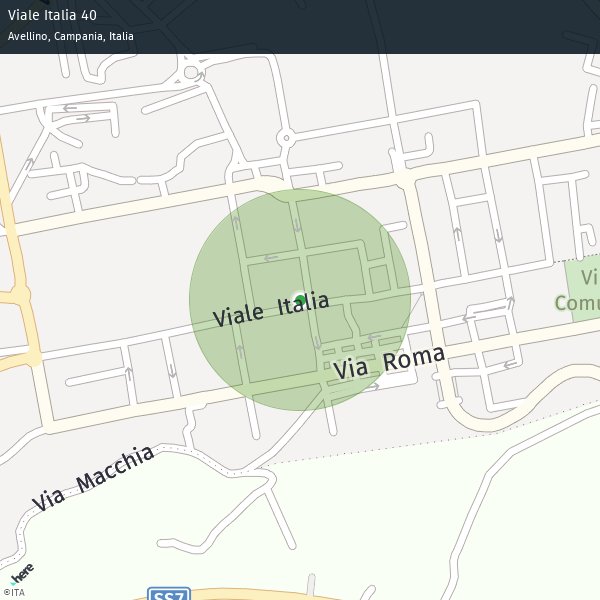 Viale Italia 40
Avellino, Campania, Italia
Vi
Comu
Viale Italia
Via Roma
Via Macchia
here
©ITA
SS7